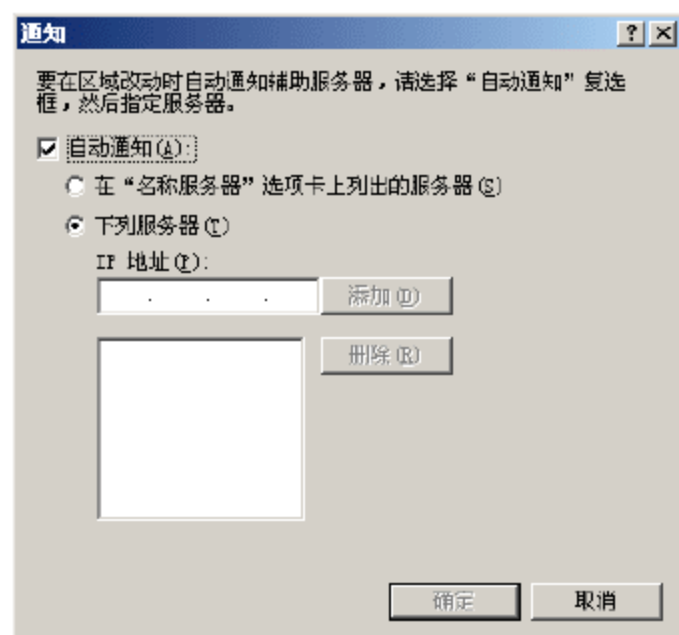 通知
要在区域改动时自动通知辅助服务器，请选择“自动通知”复选
框，然后指定服务器。
自动通知(A):
在“名称服务器”选项卡上列出的服务器(S)
下列服务器(T)
IP 地址(P):
添加(D)
删除(R)
确定
取消